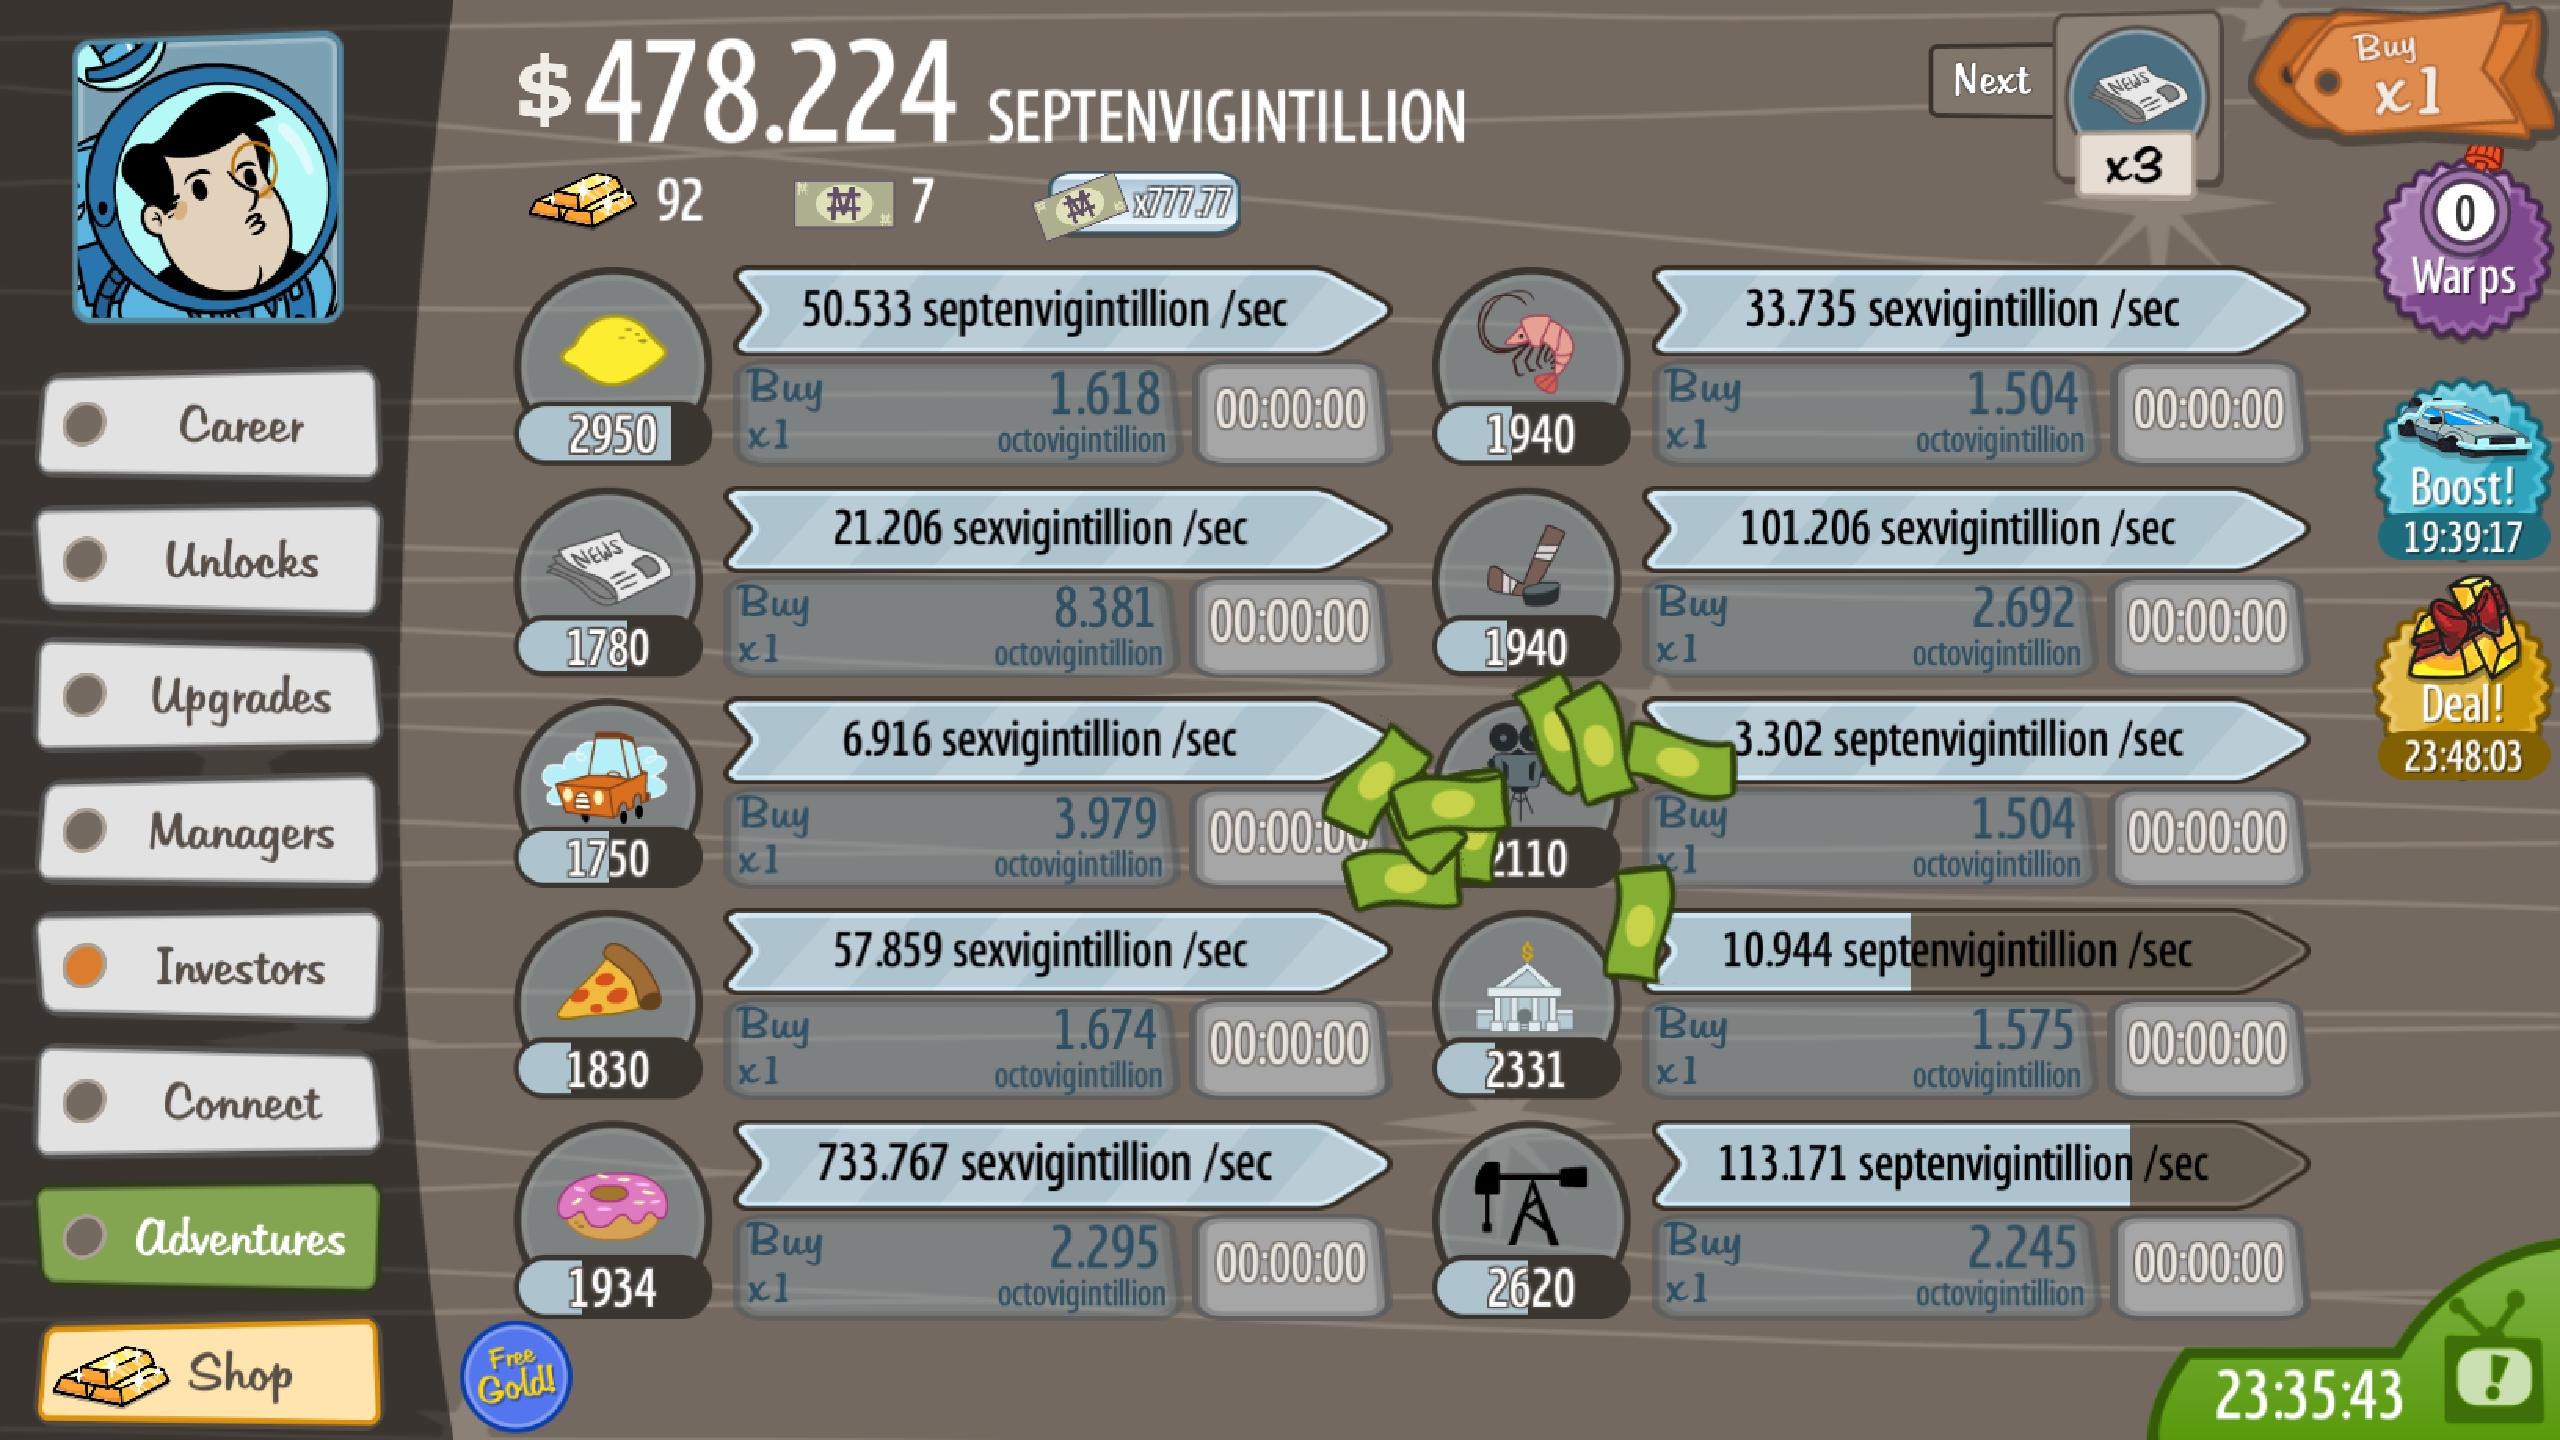 $478.224 SEPTENVIGINTILLION
92
7
x777.77
Next
x3
Buy
x1
0
Warps
Boost!
19:39:17
Deal!
23:48:03
Career
Unlocks
Upgrades
Managers
Investors
Connect
Adventures
Shop
50.533 septenvigintillion /sec
2950
Buy
x1
1.618
octovigintillion
00:00:00
NEWS
21.206 sexvigintillion /sec
1780
Buy
x1
8.381
octovigintillion
00:00:00
6.916 sexvigintillion /sec
1750
Buy
x1
3.979
octovigintillion
57.859 sexvigintillion /sec
1830
Buy
x1
1.674
octovigintillion
00:00:00
733.767 sexvigintillion /sec
1934
Buy
x1
2.295
octovigintillion
00:00:00
33.735 sexvigintillion /sec
1940
Buy
x1
1.504
octovigintillion
00:00:00
101.206 sexvigintillion /sec
1940
Buy
x1
2.692
octovigintillion
00:00:00
3.302 septenvigintillion /sec
2110
Buy
x1
1.504
octovigintillion
00:00:00
10.944 septenvigintillion /sec
2331
Buy
x1
1.575
octovigintillion
00:00:00
113.171 septenvigintillion /sec
2620
Buy
x1
2.245
octovigintillion
00:00:00
Free
Gold!
23:35:43
NEWS